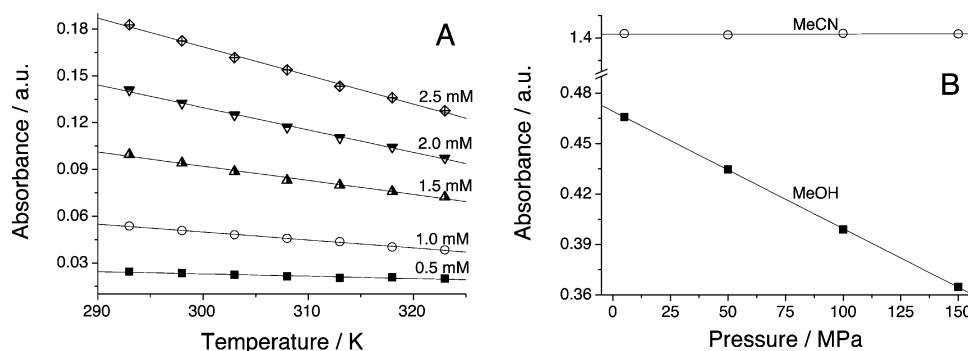 A
0.18
0.15
0.12
0.09
0.06
0.03
Absorbance / a.u.
2.5 mM
2.0 mM
1.5 mM
1.0 mM
0.5 mM
290
300
310
320
Temperature / K
B
1.4
0.48
0.42
0.39
0.36
Absorbance / a.u.
MeCN
MeOH
0
25
50
75
100
125
150
Pressure / MPa